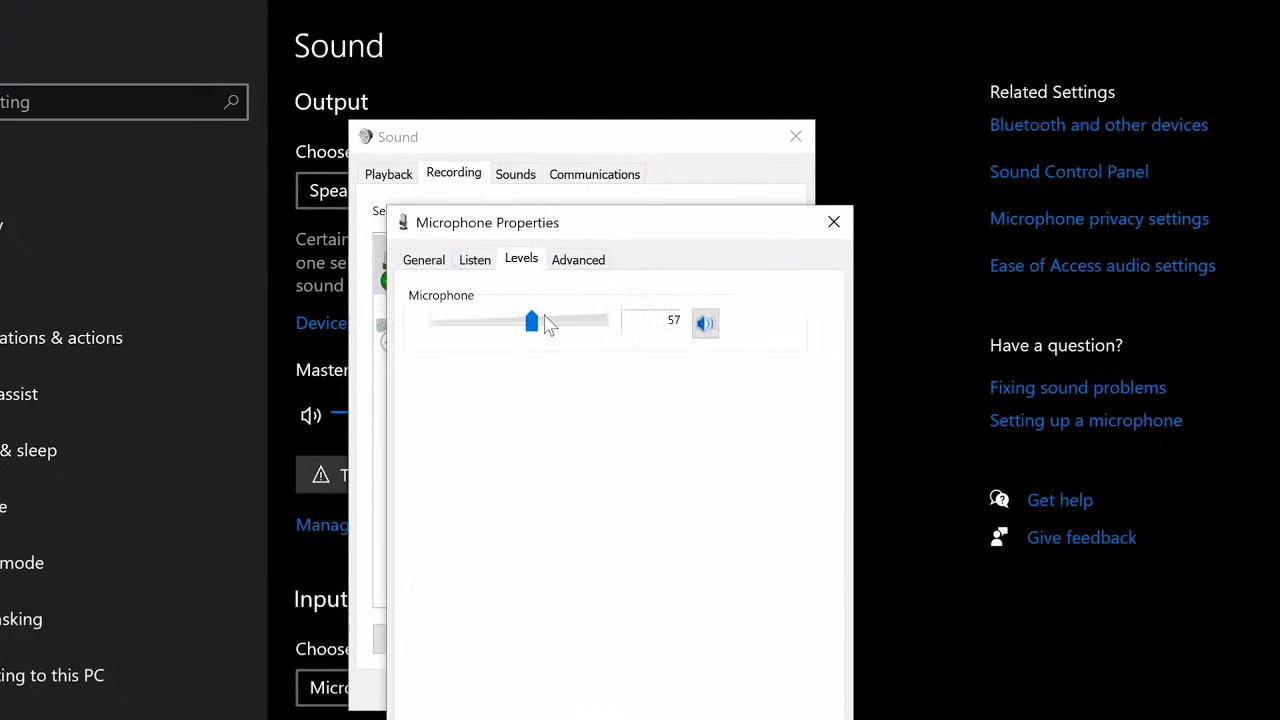 Sound
ting
Output
Sound
Choose
Playback
Recording
Sounds
Communications
Spea
Se
Microphone Properties
General
Listen
Levels
Advanced
Certain
one se
sound
Microphone
57
Device
ations & actions
Master
assist
& sleep
T
e
Manag
mode
Input
sking
Choose
ting to this PC
Micro
Related Settings
Bluetooth and other devices
Sound Control Panel
Microphone privacy settings
Ease of Access audio settings
Have a question?
Fixing sound problems
Setting up a microphone
Get help
Give feedback